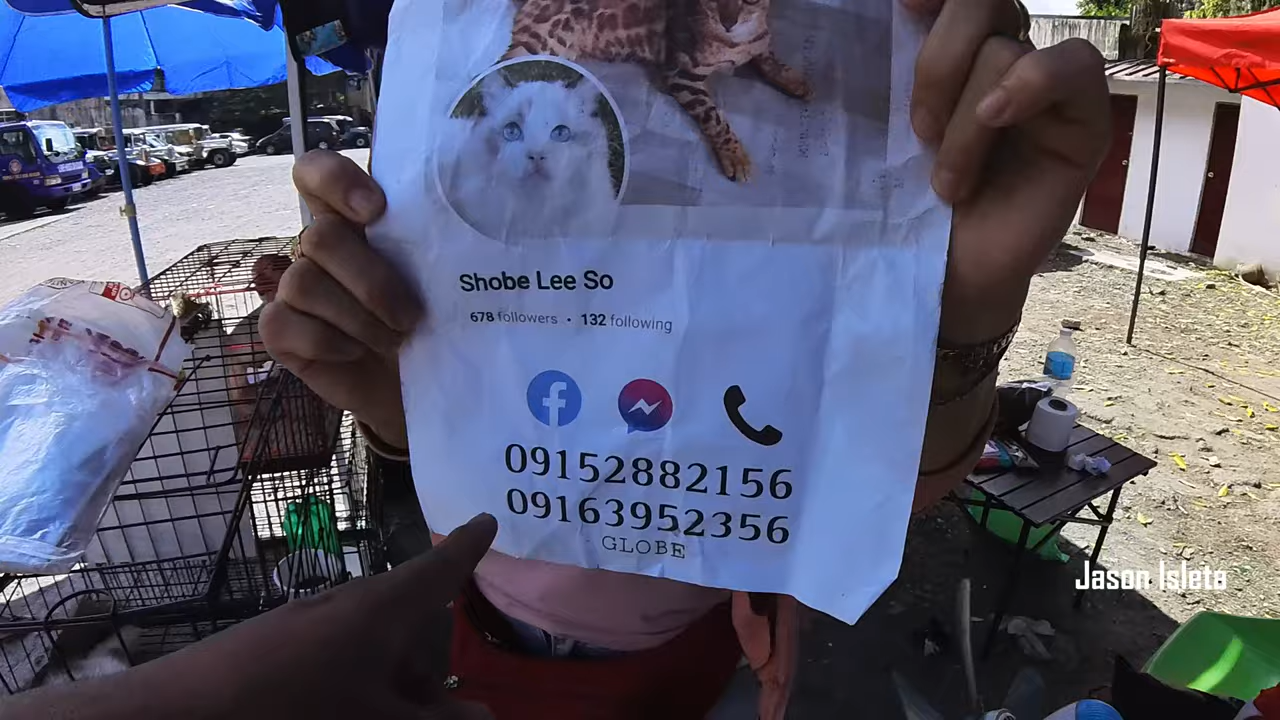 Shobe Lee So
678 followers • 132 following
09152882156
09163952356
GLOBE
Jason Isleta